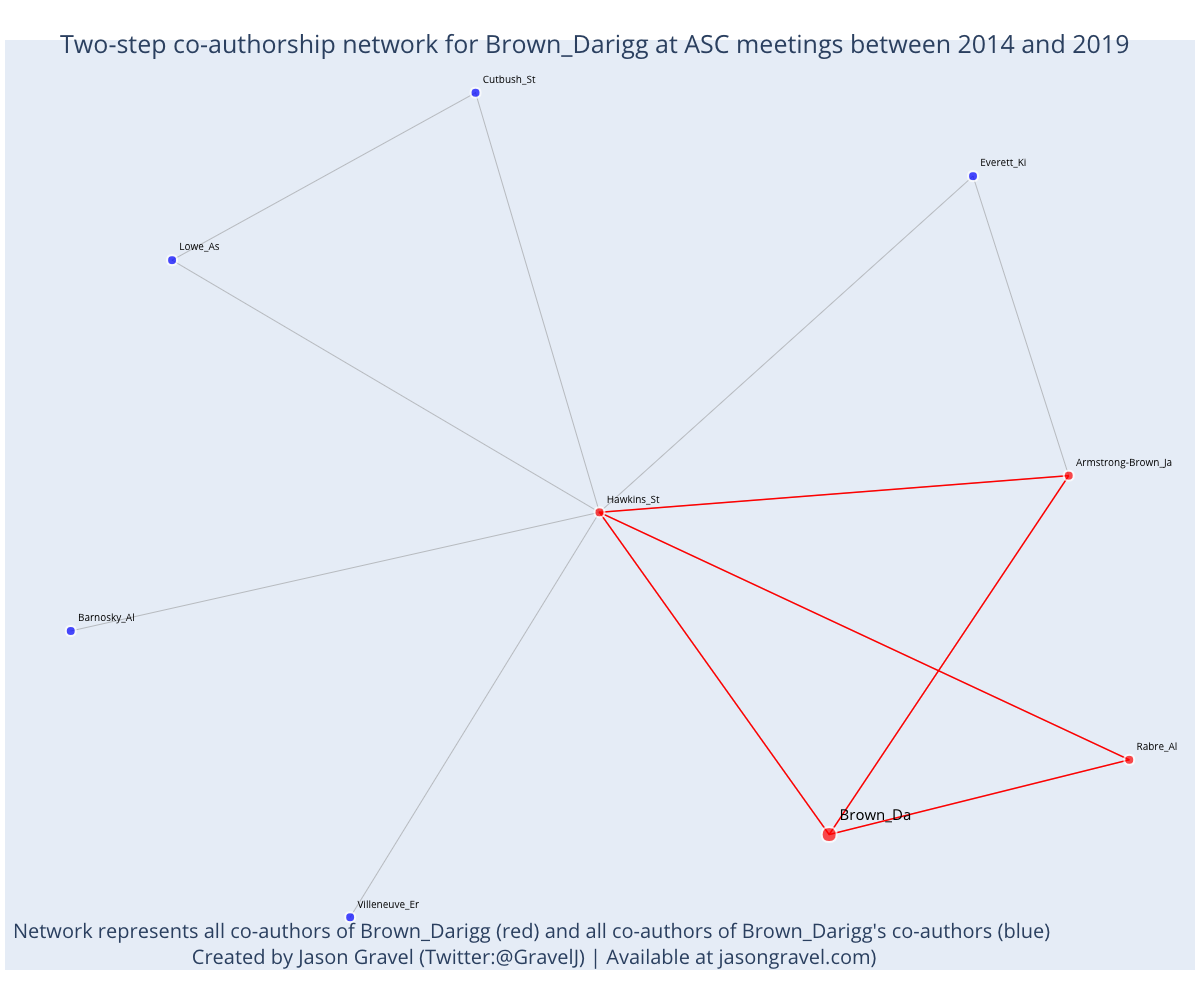 Two-step co-authorship network for Brown_Darigg at ASC meetings between 2014 and 2019
Cutbush_St
Everett_Ki
Lowe_As
Armstrong-Brown_Ja
Hawkins_St
Barnosky_Al
Rabre_Al
Brown_Da
Villeneuve_Er
Network represents all co-authors of Brown_Darigg (red) and all co-authors of Brown_Darigg's co-authors (blue)
Created by Jason Gravel (Twitter:@GravelJ) | Available at jasongravel.com)